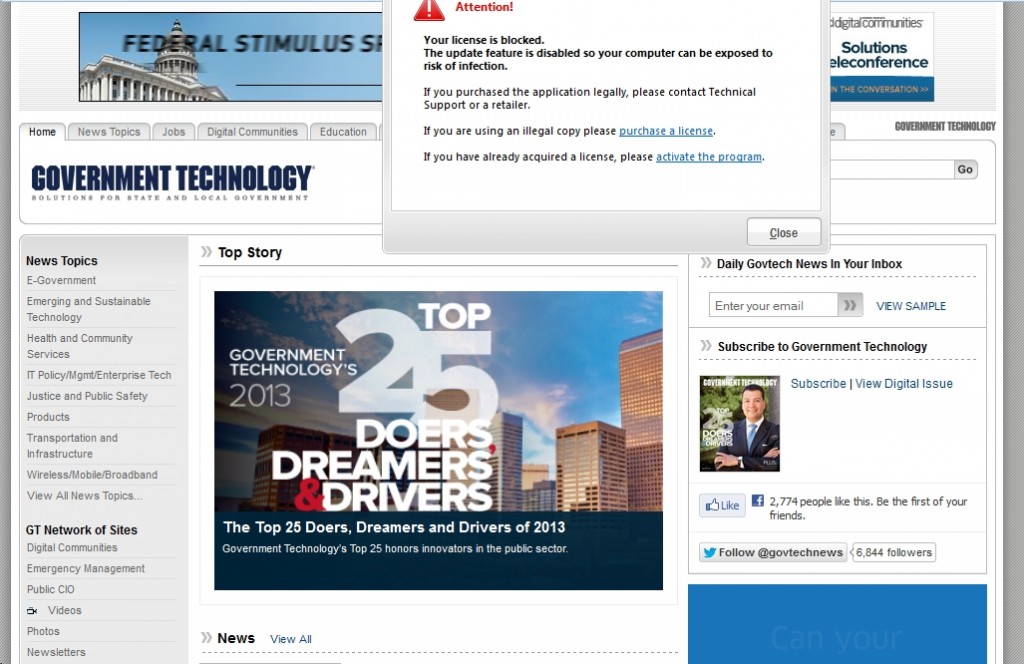 FEDERAL STIMULUS SP
Attention!
Your license is blocked.
The update feature is disabled so your computer can be exposed to
risk of infection.
If you purchased the application legally, please contact Technical
Support or a retailer.
If you are using an illegal copy please purchase a license.
If you have already acquired a license, please activate the program.
Close
digital communities
Solutions
eleconference
IN THE CONVERSATION >>
Home
News Topics
Jobs
Digital Communities
Education
e
GOVERNMENT TECHNOLOGY
GOVERNMENT TECHNOLOGY
SOLUTIONS FOR STATE AND LOCAL GOVERNMENT
Go
News Topics
E-Government
Emerging and Sustainable
Technology
Health and Community
Services
IT Policy/Mgmt/Enterprise Tech
Justice and Public Safety
Products
Transportation and
Infrastructure
Wireless/Mobile/Broadband
View All News Topics...
GT Network of Sites
Digital Communities
Emergency Management
Public CIO
Videos
Photos
Newsletters
Top Story
GOVERNMENT
TECHNOLOGY'S
2013
TOP
25
DOERS,
DREAMERS
&DRIVERS
The Top 25 Doers, Dreamers and Drivers of 2013
Government Technology's Top 25 honors innovators in the public sector.
News View All
Daily Govtech News In Your Inbox
Enter your email
VIEW SAMPLE
Subscribe to Government Technology
GOVERNMENT TECHNOLOGY
TOP
25
DOERS
DREAMERS
DRIVERS
PLUS
Subscribe | View Digital Issue
Like
2,774 people like this. Be the first of your
friends.
Follow @govtechnews
6,844 followers
Can your